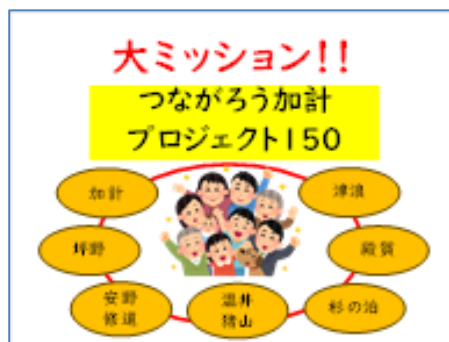 大ミッション!!
つながろう加計
プロジェクト150
加計
津浪
坪野
殿賀
安野
修道
温井
猪山
杉の泊